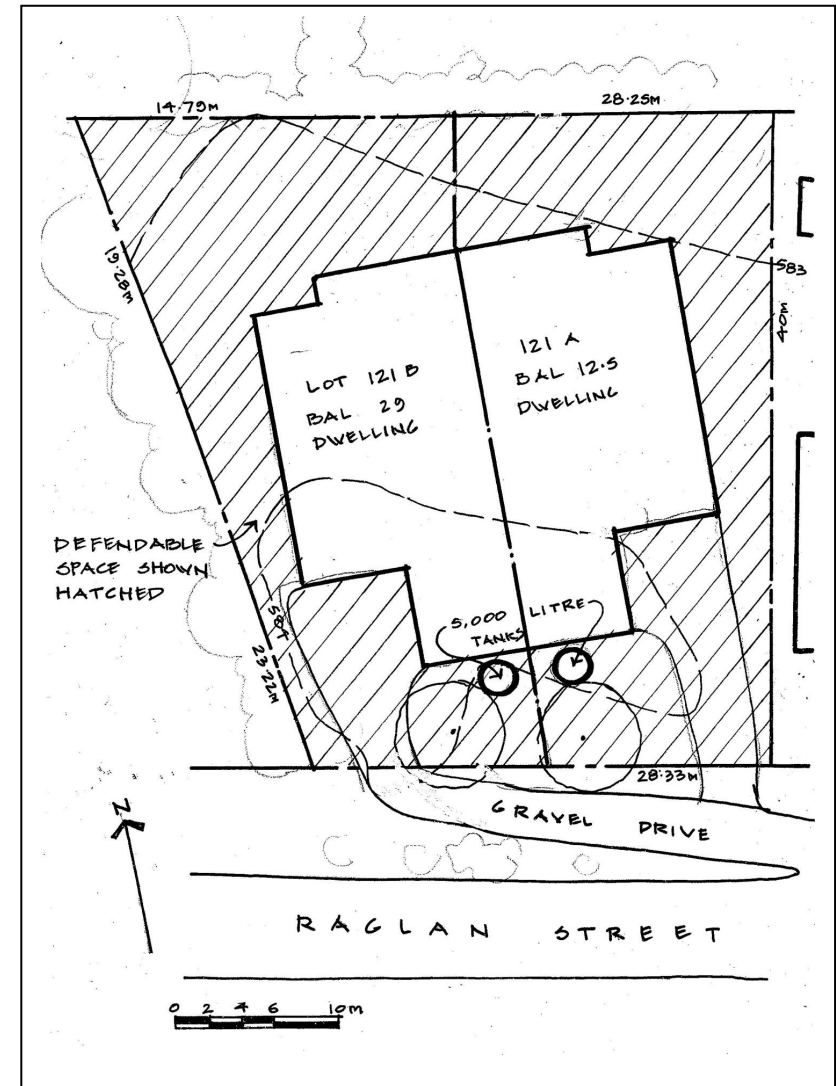 14.79M
28.25M
19.28M
583
40M
LOT 121 B
BAL 29
DWELLING
121 A
BAL 12.5
DWELLING
DEFENDABLE
SPACE SHOWN
HATCHED
584
5,000 LITRE
TANKS
23.22M
28.33M
GRAVEL DRIVE
N
RAGLAN STREET
0 2 4 6 10M